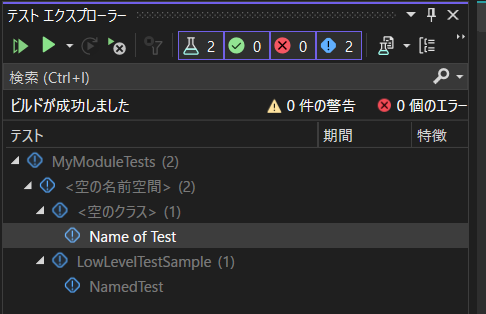 テスト エクスプローラー
2 0 0 2
検索 (Ctrl+I)
ビルドが成功しました 0 件の警告 0 個のエラー
テスト 期間 特徴
MyModuleTests (2)
<空の名前空間> (2)
<空のクラス> (1)
Name of Test
LowLevelTestSample (1)
NamedTest